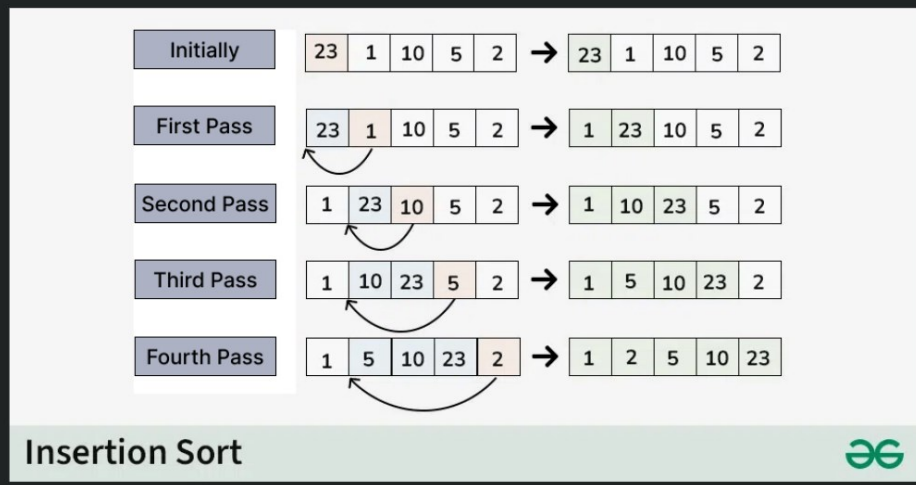 Initially 23 1 10 5 2 → 23 1 10 5 2
First Pass 23 1 10 5 2 → 1 23 10 5 2
Second Pass 1 23 10 5 2 → 1 10 23 5 2
Third Pass 1 10 23 5 2 → 1 5 10 23 2
Fourth Pass 1 5 10 23 2 → 1 2 5 10 23
Insertion Sort